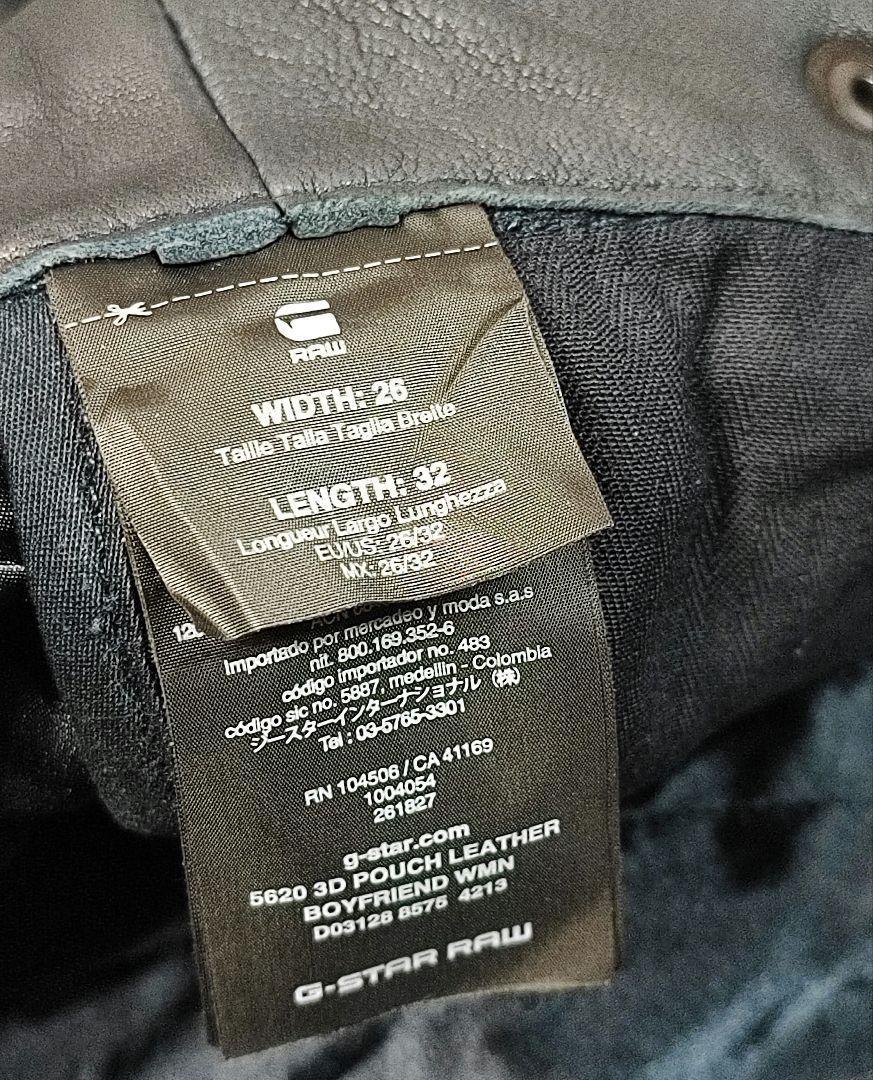 RAW
WIDTH: 26
Taille Talla Taglia Breite
LENGTH: 32
Longueur Largo Lunghezza
EU/US: 26/32
MX: 26/32
Importado por mercadeo y moda s.a.s
nit. 800.169.352-6
código importador no. 483
código sic no. 5887, medellin - Colombia
ジースターインターナショナル（株）
Tel : 03-5765-3301
RN 104506 / CA 41169
1004054
261827
g-star.com
5620 3D POUCH LEATHER
BOYFRIEND WMN
D03128 8575 4213
G-STAR RAW